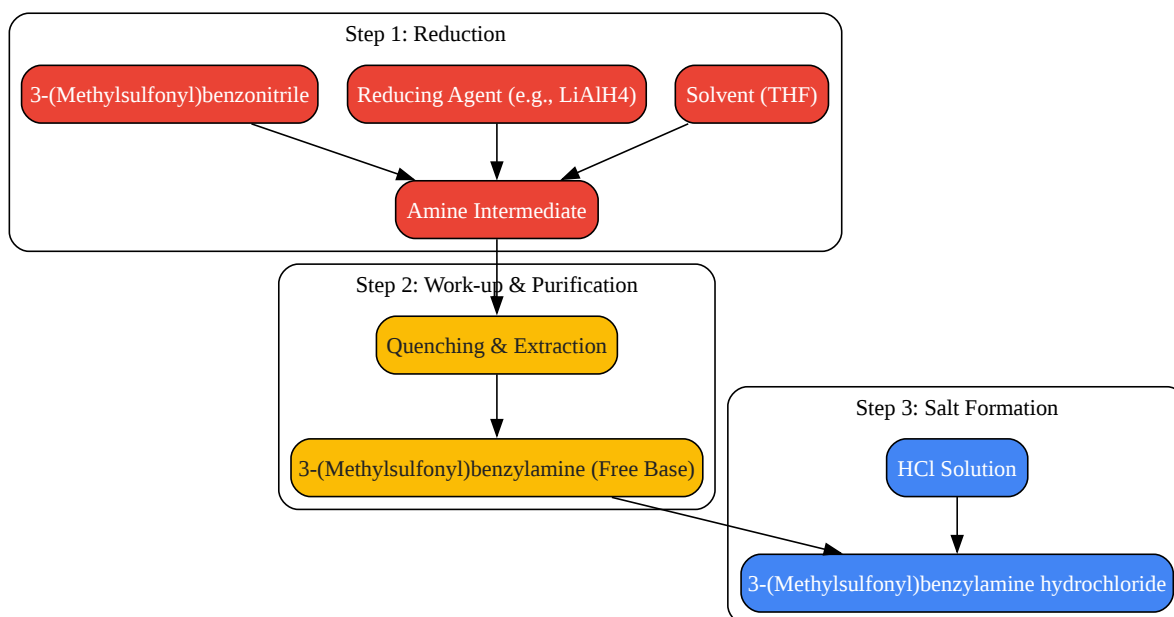 Step 1: Reduction
3-(Methylsulfonyl)benzonitrile
Reducing Agent (e.g., LiAlH4)
Solvent (THF)
Amine Intermediate
Step 2: Work-up & Purification
Quenching & Extraction
3-(Methylsulfonyl)benzylamine (Free Base)
Step 3: Salt Formation
HCl Solution
3-(Methylsulfonyl)benzylamine hydrochloride